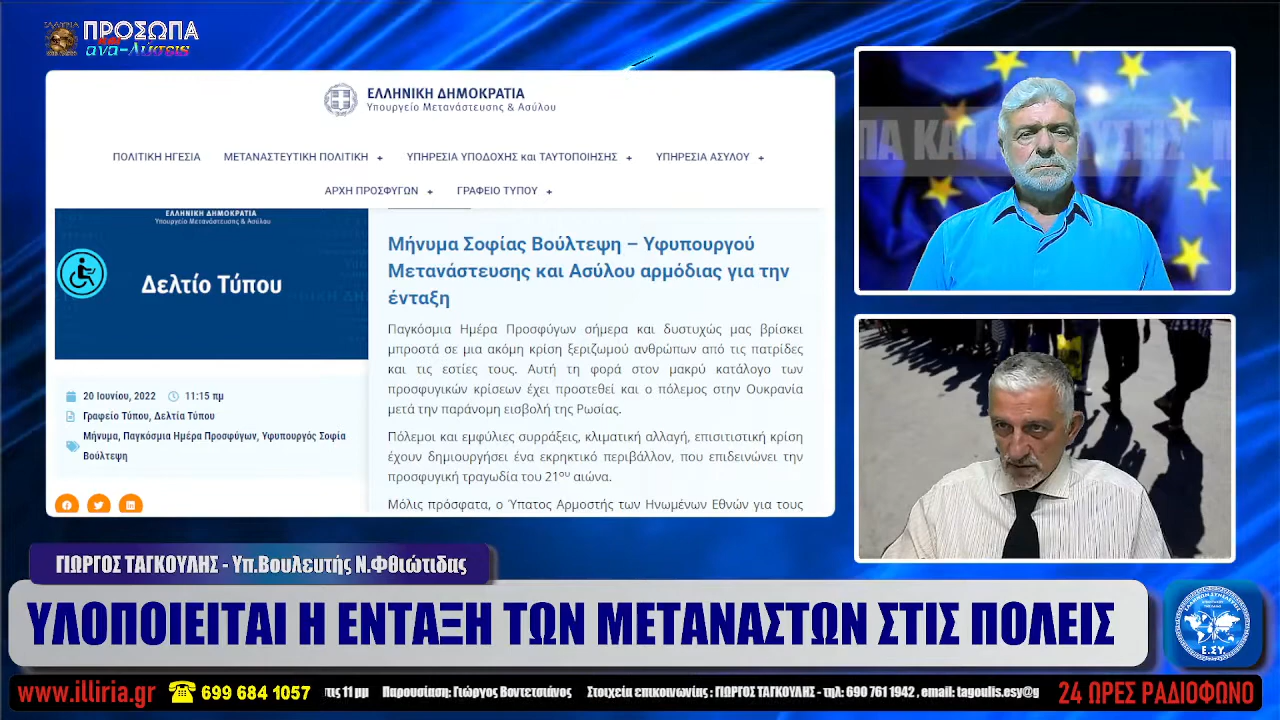 ΕΛΛΗΝΙΚΗ
ΠΡΟΣΩΠΑ
και
ανα-λύσεις
ΕΛΛΗΝΙΚΗ ΔΗΜΟΚΡΑΤΙΑ
Υπουργείο Μετανάστευσης & Ασύλου
ΠΟΛΙΤΙΚΗ ΗΓΕΣΙΑ ΜΕΤΑΝΑΣΤΕΥΤΙΚΗ ΠΟΛΙΤΙΚΗ + ΥΠΗΡΕΣΙΑ ΥΠΟΔΟΧΗΣ και ΤΑΥΤΟΠΟΙΗΣΗΣ + ΥΠΗΡΕΣΙΑ ΑΣΥΛΟΥ +
ΑΡΧΗ ΠΡΟΣΦΥΓΩΝ + ΓΡΑΦΕΙΟ ΤΥΠΟΥ +
ΕΛΛΗΝΙΚΗ ΔΗΜΟΚΡΑΤΙΑ
Υπουργείο Μετανάστευσης & Ασύλου
Δελτίο Τύπου
20 Ιουνίου, 2022 11:15 πμ
Γραφείο Τύπου, Δελτία Τύπου
Μήνυμα, Παγκόσμια Ημέρα Προσφύγων, Υφυπουργός Σοφία
Βούλτεψη
Μήνυμα Σοφίας Βούλτεψη – Υφυπουργού
Μετανάστευσης και Ασύλου αρμόδιας για την
ένταξη
Παγκόσμια Ημέρα Προσφύγων σήμερα και δυστυχώς μας βρίσκει
μπροστά σε μια ακόμη κρίση ξεριζωμού ανθρώπων από τις πατρίδες
και τις εστίες τους. Αυτή τη φορά στον μακρύ κατάλογο των
προσφυγικών κρίσεων έχει προστεθεί και ο πόλεμος στην Ουκρανία
μετά την παράνομη εισβολή της Ρωσίας.
Πόλεμοι και εμφύλιες συρράξεις, κλιματική αλλαγή, επισιτιστική κρίση
έχουν δημιουργήσει ένα εκρηκτικό περιβάλλον, που επιδεινώνει την
προσφυγική τραγωδία του 21ου αιώνα.
Μόλις πρόσφατα, ο Ύπατος Αρμοστής των Ηνωμένων Εθνών για τους
ΓΙΩΡΓΟΣ ΤΑΓΚΟΥΛΗΣ - Υπ.Βουλευτής Ν.Φθιώτιδας
ΥΛΟΠΟΙΕΙΤΑΙ Η ΕΝΤΑΞΗ ΤΩΝ ΜΕΤΑΝΑΣΤΩΝ ΣΤΙΣ ΠΟΛΕΙΣ
Ε.ΣΥ.
www.illiria.gr 699 684 1057 τις 11 μμ Παρουσίαση: Γιώργος Βοντετσιάνος Στοιχεία επικοινωνίας : ΓΙΩΡΓΟΣ ΤΑΓΚΟΥΛΗΣ - τηλ: 690 761 1942 , email: tagoulis.esy@g 24 ΩΡΕΣ ΡΑΔΙΟΦΩΝΟ